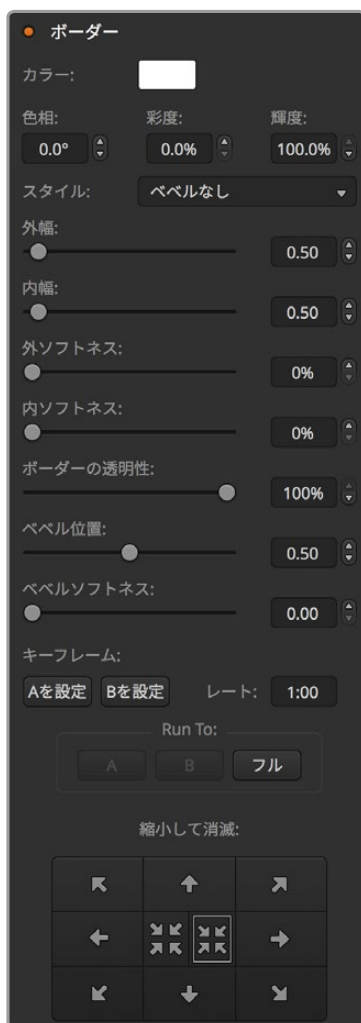 ボーダー
カラー:
色相: 彩度: 輝度:
0.0° 0.0% 100.0%
スタイル: ベベルなし
外幅:
0.50
内幅:
0.50
外ソフトネス:
0%
内ソフトネス:
0%
ボーダーの透明性:
100%
ベベル位置:
0.50
ベベルソフトネス:
0.00
キーフレーム:
Aを設定 Bを設定 レート: 1:00
Run To:
A B フル
縮小して消滅: